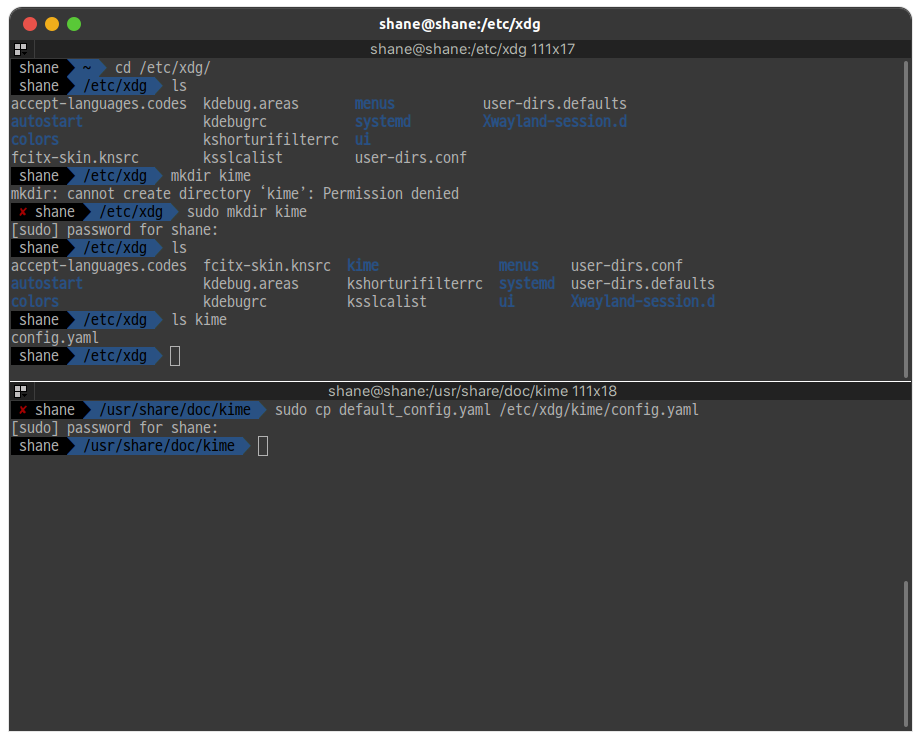 shane@shane:/etc/xdg
shane@shane:/etc/xdg 111x17
shane ~ cd /etc/xdg/
shane /etc/xdg ls
accept-languages.codes kdebug.areas menus user-dirs.defaults
autostart kdebugrc systemd Xwayland-session.d
colors kshorturifilterrc ui
fcitx-skin.knsrc ksslcalist user-dirs.conf
shane /etc/xdg mkdir kime
mkdir: cannot create directory ‘kime’: Permission denied
✘ shane /etc/xdg sudo mkdir kime
[sudo] password for shane:
shane /etc/xdg ls
accept-languages.codes fcitx-skin.knsrc kime menus user-dirs.conf
autostart kdebug.areas kshorturifilterrc systemd user-dirs.defaults
colors kdebugrc ksslcalist ui Xwayland-session.d
shane /etc/xdg ls kime
config.yaml
shane /etc/xdg
shane@shane:/usr/share/doc/kime 111x18
✘ shane /usr/share/doc/kime sudo cp default_config.yaml /etc/xdg/kime/config.yaml
[sudo] password for shane:
shane /usr/share/doc/kime